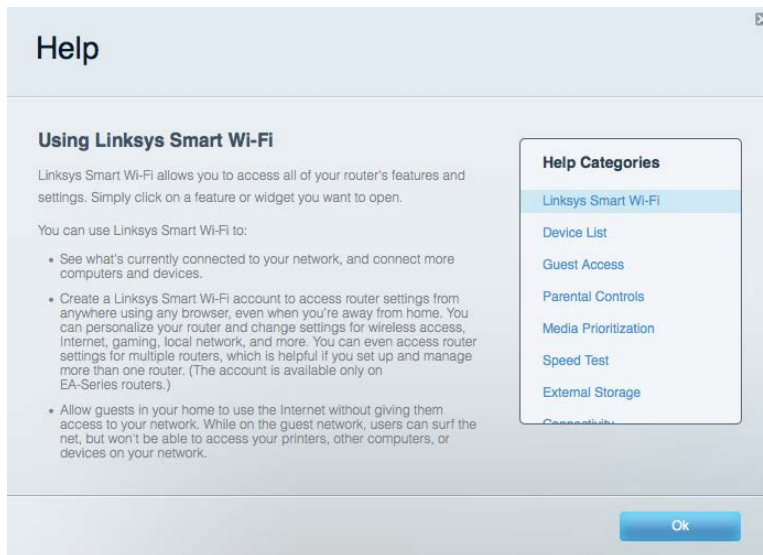 Help
Using Linksys Smart Wi-Fi
Linksys Smart Wi-Fi allows you to access all of your router's features and
settings. Simply click on a feature or widget you want to open.
You can use Linksys Smart Wi-Fi to:
• See what's currently connected to your network, and connect more
computers and devices.
• Create a Linksys Smart Wi-Fi account to access router settings from
anywhere using any browser, even when you're away from home. You
can personalize your router and change settings for wireless access,
Internet, gaming, local network, and more. You can even access router
settings for multiple routers, which is helpful if you set up and manage
more than one router. (The account is available only on
EA-Series routers.)
• Allow guests in your home to use the Internet without giving them
access to your network. While on the guest network, users can surf the
net, but won't be able to access your printers, other computers, or
devices on your network.
Help Categories
Linksys Smart Wi-Fi
Device List
Guest Access
Parental Controls
Media Prioritization
Speed Test
External Storage
Connectivity
Ok